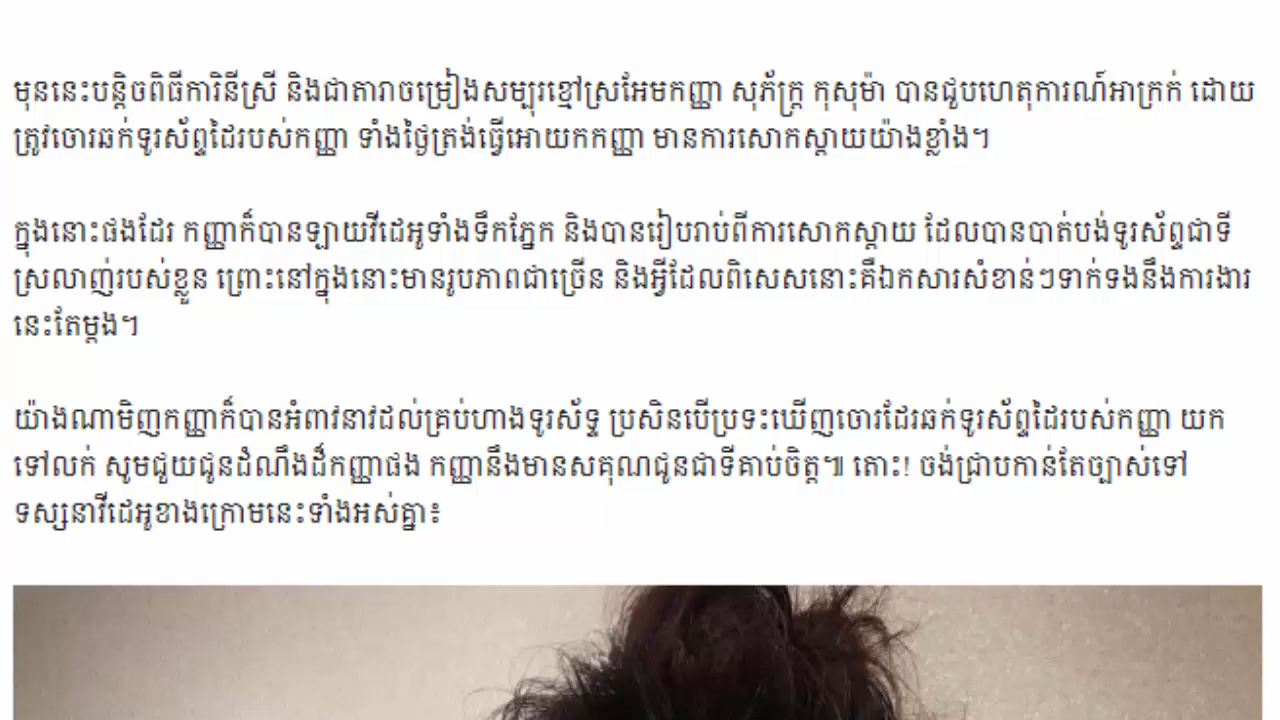 មុននេះបន្តិចពិធីការិនីស្រី និងជាតារាចម្រៀងសម្បុរខ្មៅស្រអែមកញ្ញា សុភ័ក្ត្រ កុសុម៉ា បានជួបហេតុការណ៍អាក្រក់ ដោយ
ត្រូវចោរឆក់ទូរស័ព្ទដៃរបស់កញ្ញា ទាំងថ្ងៃត្រង់ធ្វើអោយកកញ្ញា មានការសោកស្ដាយយ៉ាងខ្លាំង។
ក្នុងនោះផងដែរ កញ្ញាក៏បានឡាយវីដេអូទាំងទឹកភ្នែក និងបានរៀបរាប់ពីការសោកស្ដាយ ដែលបានបាត់បង់ទូរស័ព្ទជាទី
ស្រលាញ់របស់ខ្លួន ព្រោះនៅក្នុងនោះមានរូបភាពជាច្រើន និងអ្វីដែលពិសេសនោះគឺឯកសារសំខាន់ៗទាក់ទងនឹងការងារ
នេះតែម្ដង។
យ៉ាងណាមិញកញ្ញាក៏បានអំពាវនាវដល់គ្រប់ហាងទូរស័ទ្ទ ប្រសិនបើប្រទះឃើញចោរដែរឆក់ទូរស័ព្ទដៃរបស់កញ្ញា យក
ទៅលក់ សូមជួយជូនដំណឹងដ៏កញ្ញាផង កញ្ញានឹងមានសគុណជូនជាទីគាប់ចិត្ត៕ តោះ! ចង់ជ្រាបកាន់តែច្បាស់ទៅ
ទស្សនាវីដេអូខាងក្រោមនេះទាំងអស់គ្នា៖